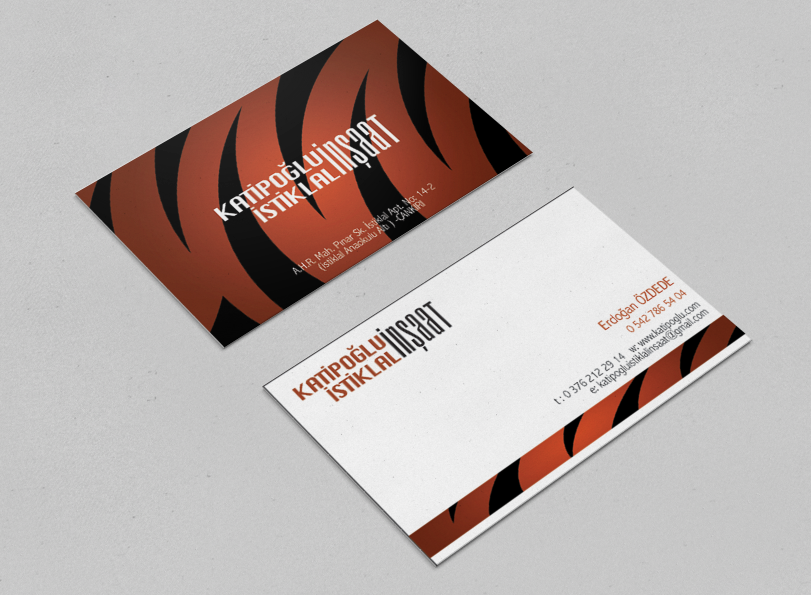 KATİPOĞLU
İSTİKLAL
inşaat
A.H.R. Mah. Pınar Sk. İstiklal Apt. No: 14-2
(İstiklal Anaokulu Altı ) -ÇANKIRI
KATİPOĞLU
İSTİKLAL
inşaat
Erdoğan ÖZDEDE
0 542 786 54 04
t : 0 376 212 29 14 w: www.katipoglu.com
e: katipogluistiklalinsaat@gmail.com